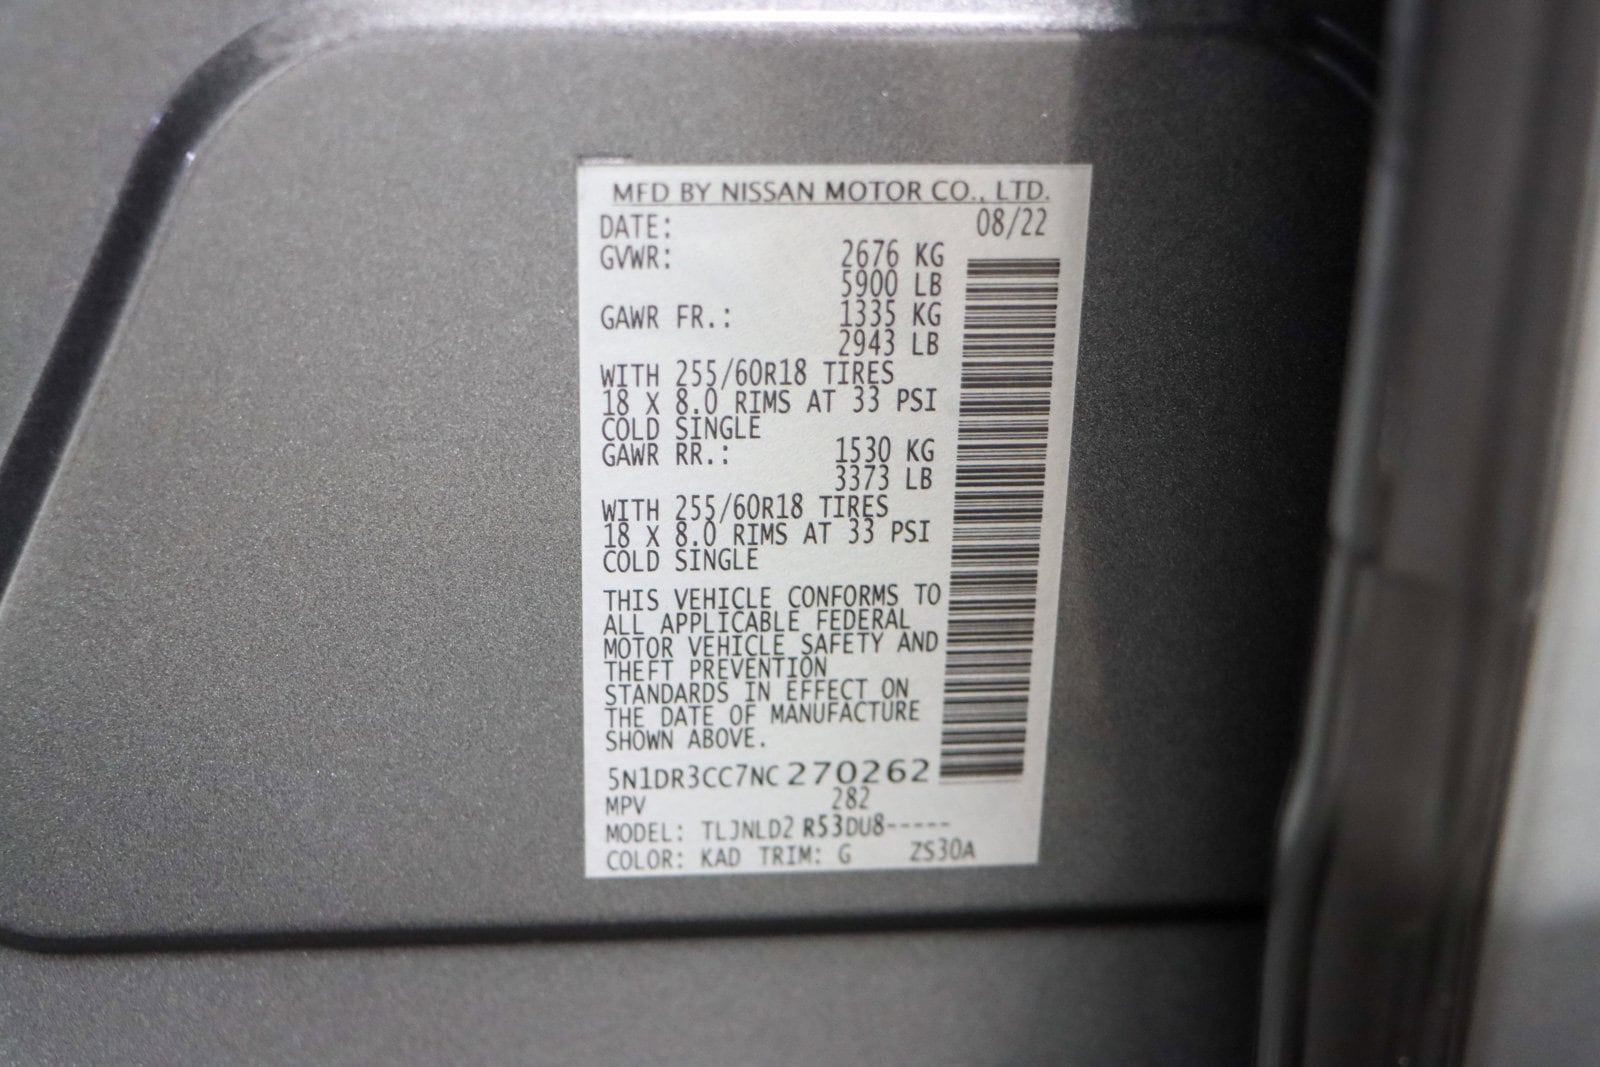 MFD BY NISSAN MOTOR CO., LTD.
DATE: 08/22
GVWR: 2676 KG
5900 LB
GAWR FR.: 1335 KG
2943 LB
WITH 255/60R18 TIRES
18 X 8.0 RIMS AT 33 PSI
COLD SINGLE
GAWR RR.: 1530 KG
3373 LB
WITH 255/60R18 TIRES
18 X 8.0 RIMS AT 33 PSI
COLD SINGLE
THIS VEHICLE CONFORMS TO
ALL APPLICABLE FEDERAL
MOTOR VEHICLE SAFETY AND
THEFT PREVENTION
STANDARDS IN EFFECT ON
THE DATE OF MANUFACTURE
SHOWN ABOVE.
5N1DR3CC7NC270262
MPV 282
MODEL: TLJNLD2 R53DU8-----
COLOR: KAD TRIM: G ZS30A